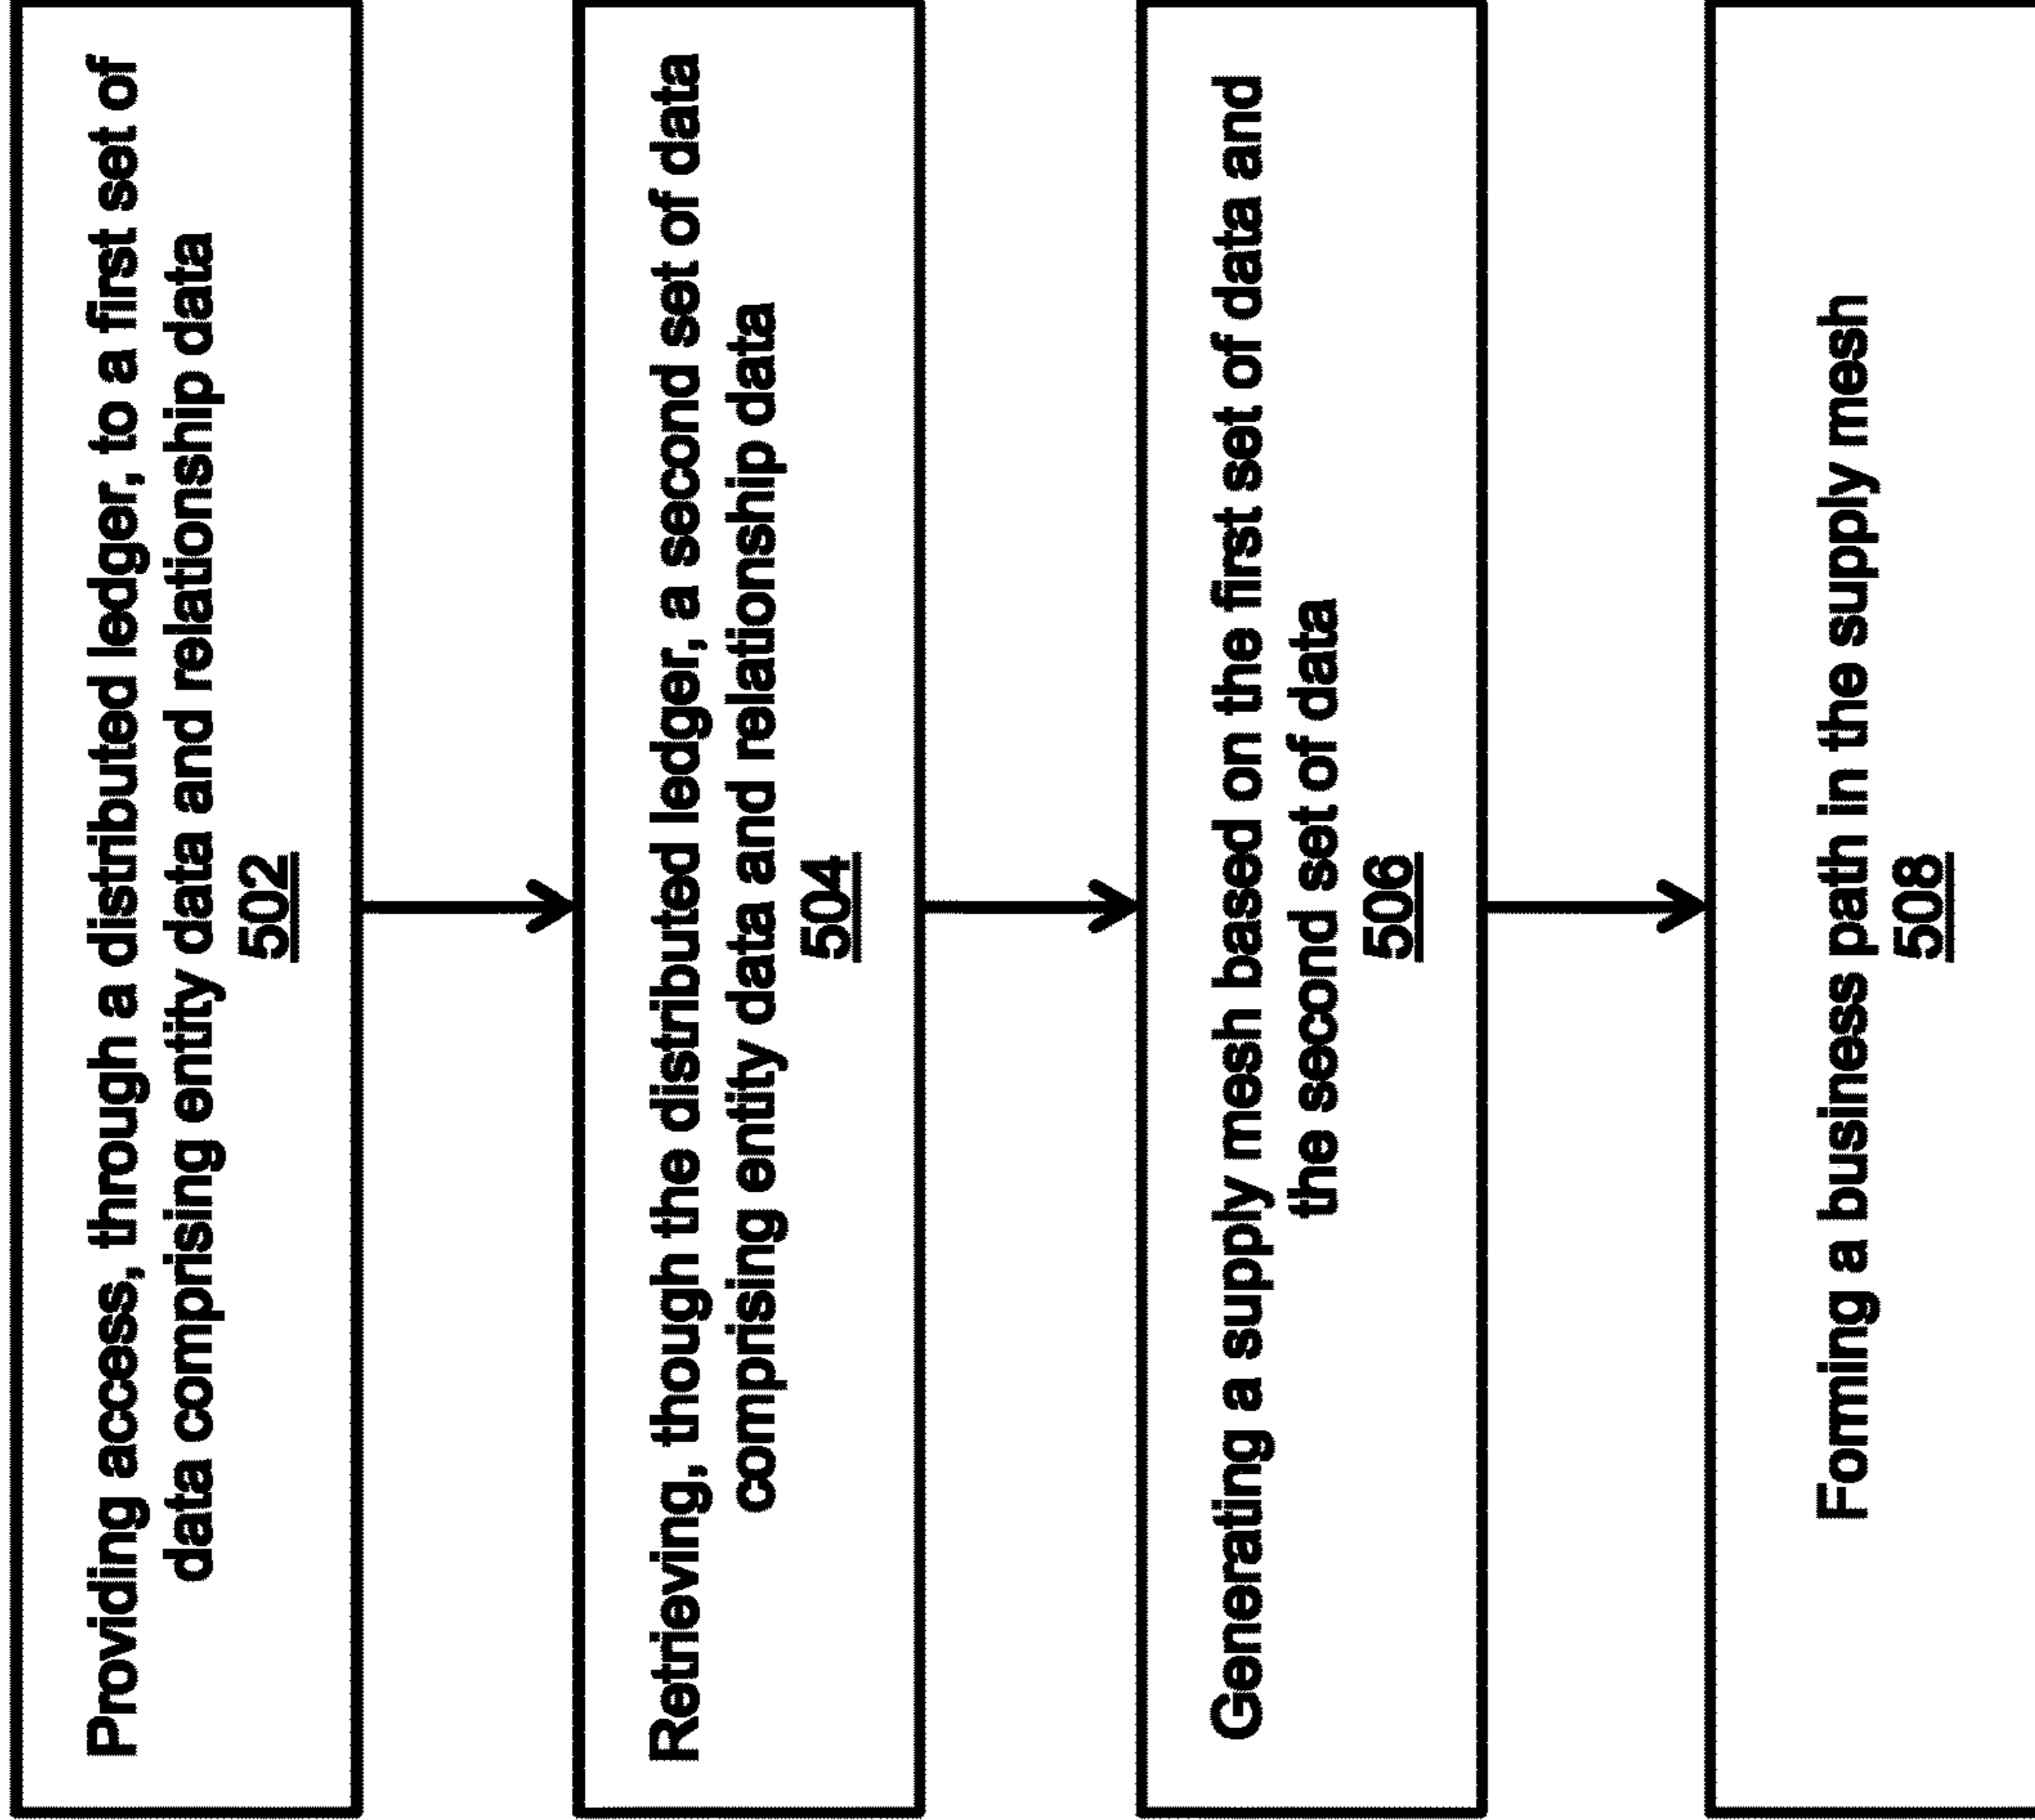 Providing access, through a distributed ledger, to a first set of
data comprising entity data and relationship data
502
Retrieving, though the distributed ledger, a second set of data
comprising entity data and relationship data
504
Generating a supply mesh based on the first set of data and
the second set of data
506
Forming a business path in the supply mesh
508